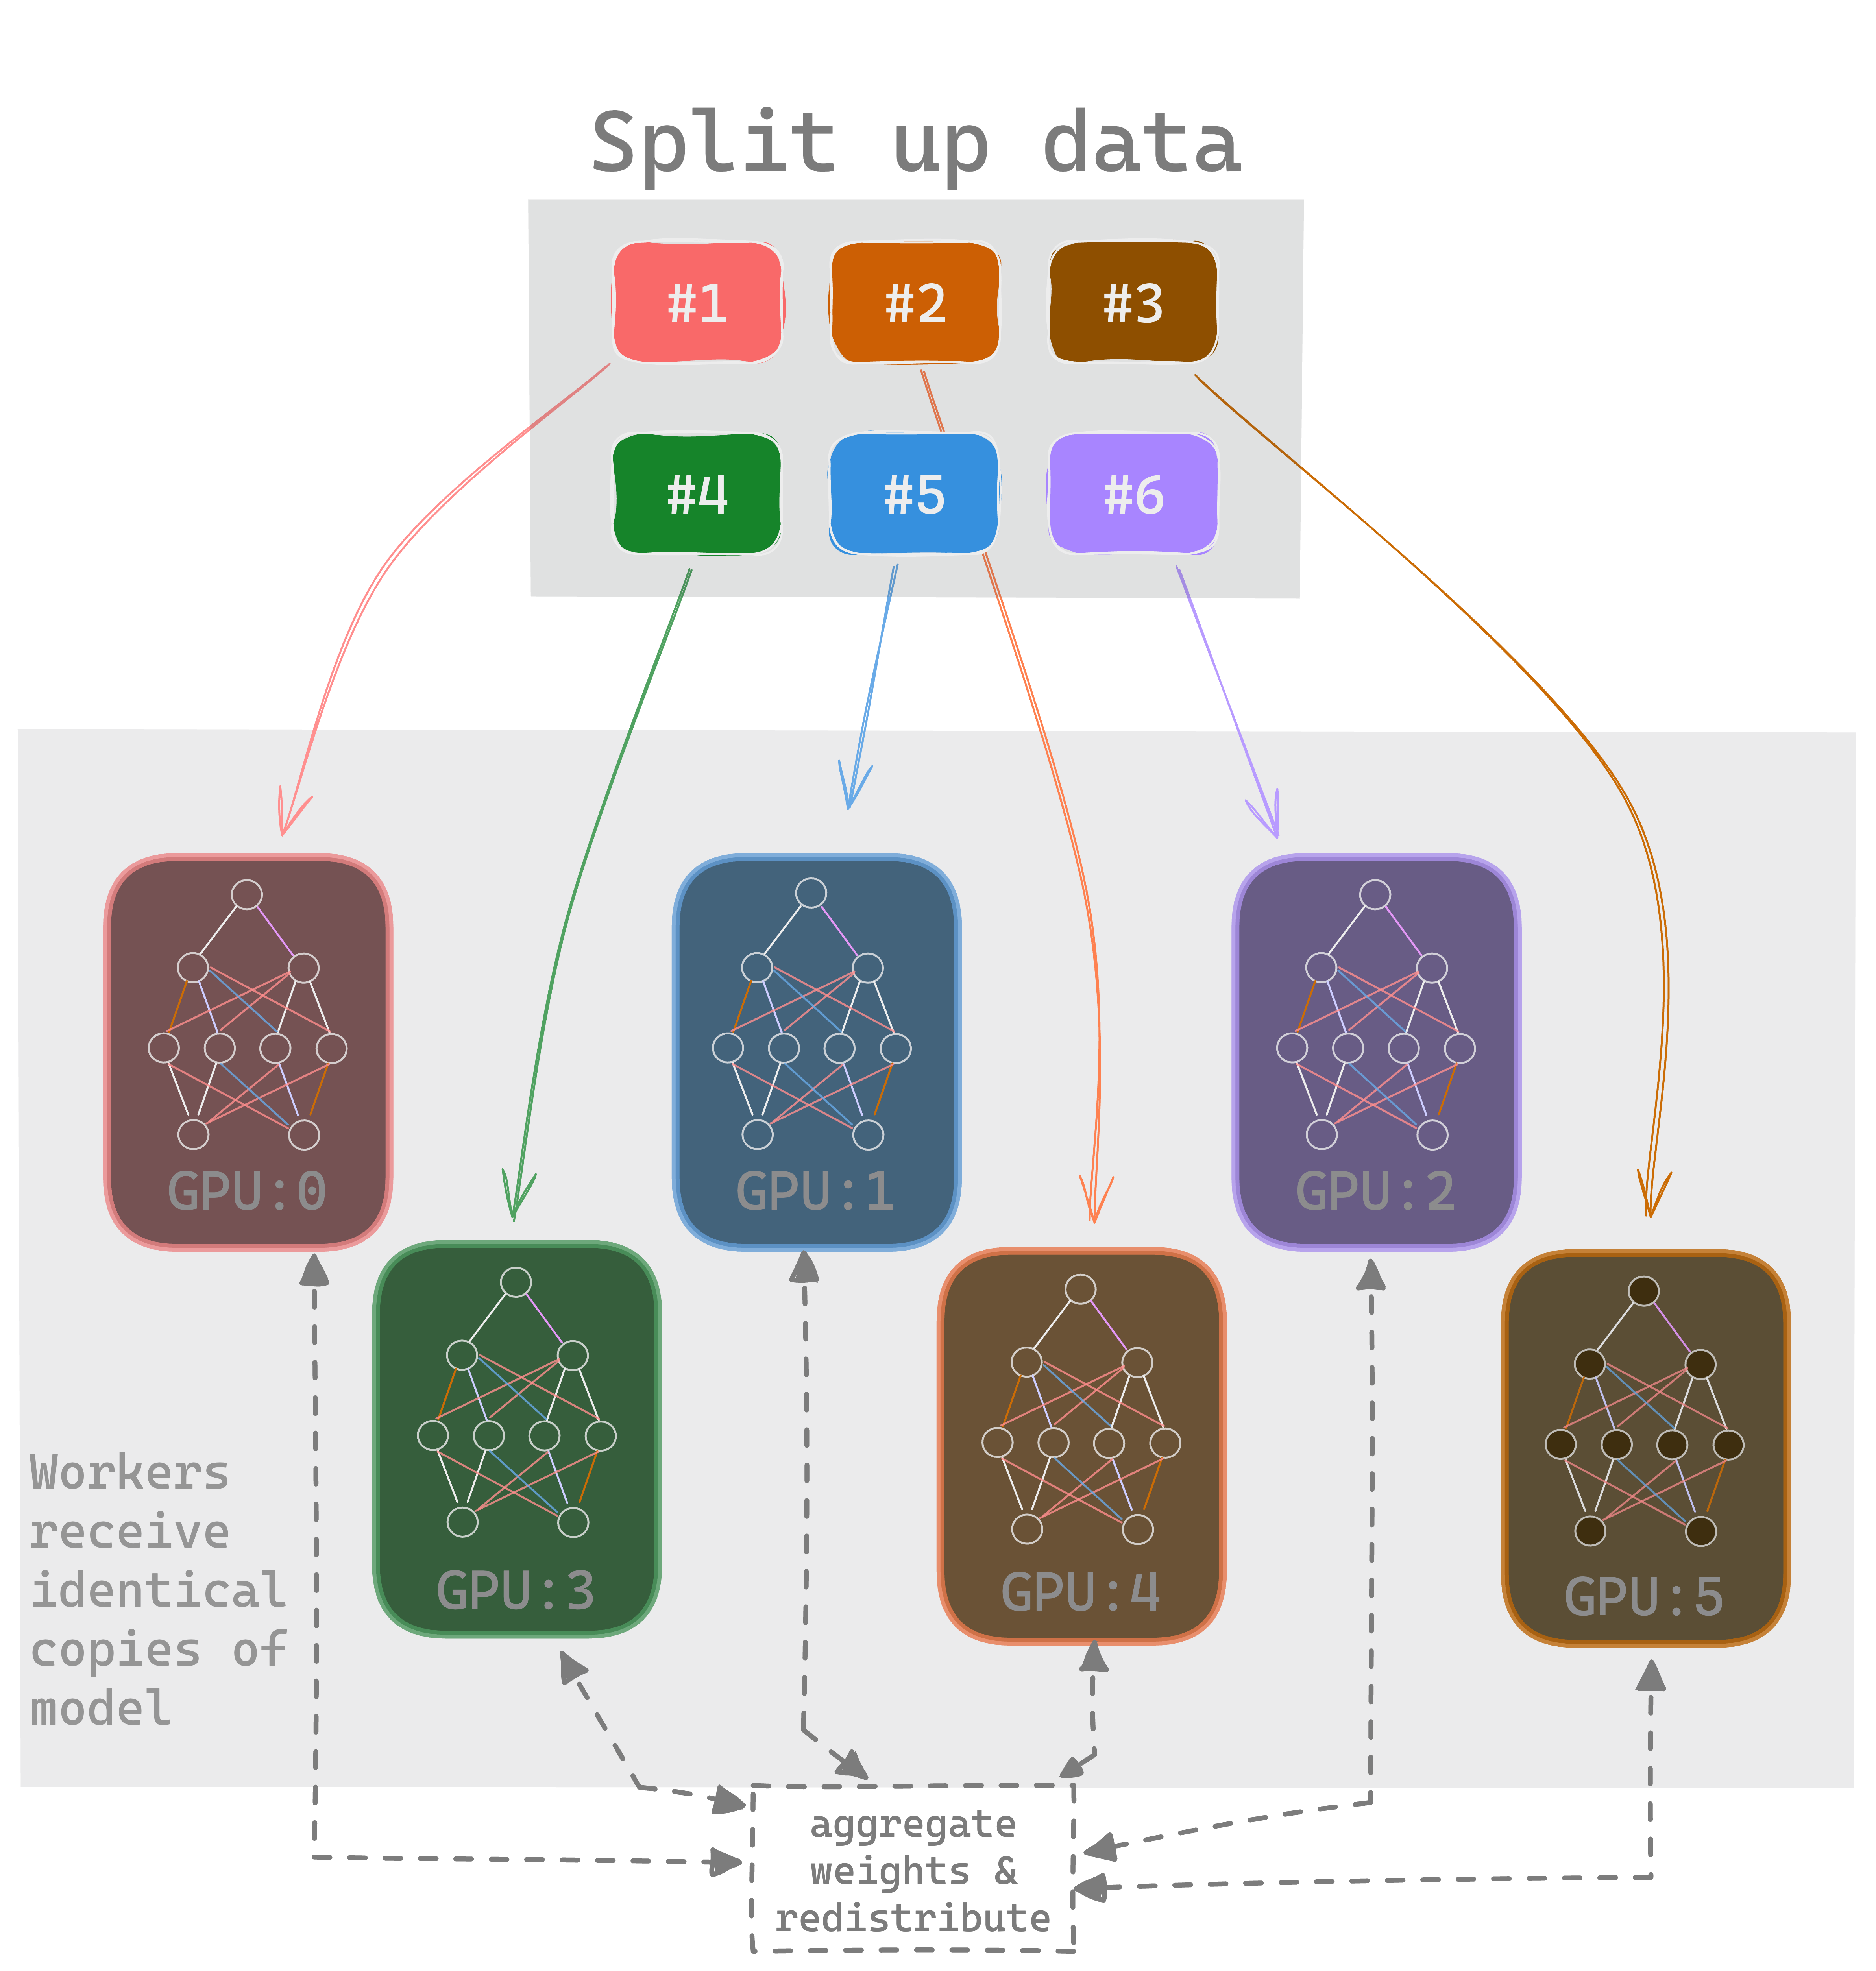 Split up data
#1 #2 #3
#4 #5 #6
GPU:0 GPU:1 GPU:2
GPU:3 GPU:4 GPU:5
Workers
receive
identical
copies of
model
aggregate
weights &
redistribute